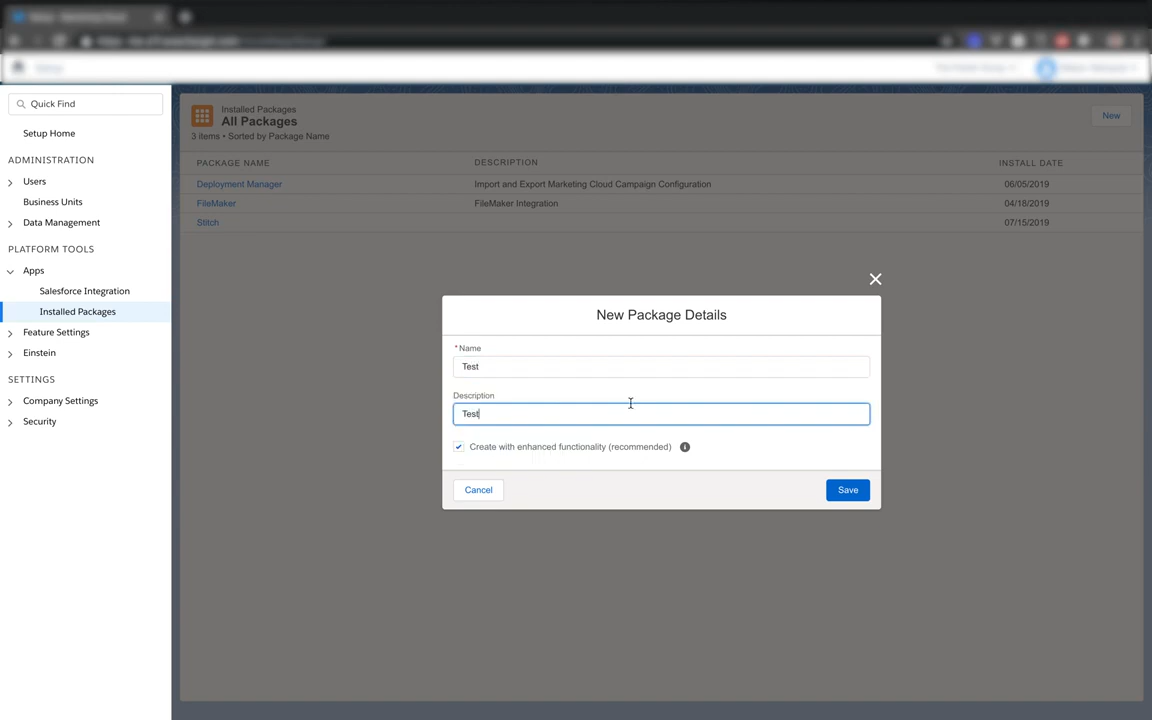 Quick Find
Setup Home
ADMINISTRATION
Users
Business Units
Data Management
PLATFORM TOOLS
Apps
Salesforce Integration
Installed Packages
Feature Settings
Einstein
SETTINGS
Company Settings
Security
Installed Packages
All Packages
3 items • Sorted by Package Name
New
PACKAGE NAME DESCRIPTION INSTALL DATE
Deployment Manager Import and Export Marketing Cloud Campaign Configuration 06/05/2019
FileMaker FileMaker Integration 04/18/2019
Stitch 07/15/2019
New Package Details
* Name
Test
Description
Test
Create with enhanced functionality (recommended)
Cancel Save